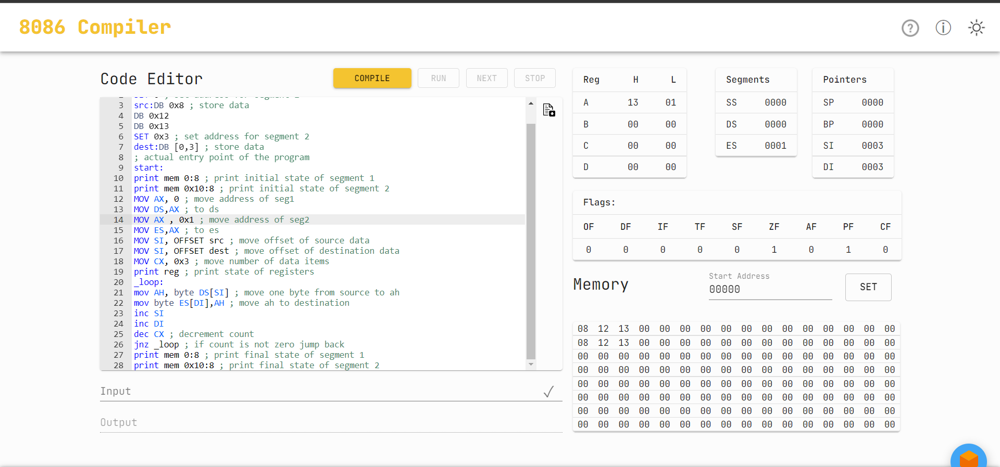 8086 Compiler
Code Editor
COMPILE
RUN
NEXT
STOP
3 src:DB 0x8 ; store data
4 DB 0x12
5 DB 0x13
6 SET 0x3 ; set address for segment 2
7 dest:DB [0,3] ; store data
8 ; actual entry point of the program
9 start:
10 print mem 0:8 ; print initial state of segment 1
11 print mem 0x10:8 ; print initial state of segment 2
12 MOV AX, 0 ; move address of seg1
13 MOV DS,AX ; to ds
14 MOV AX , 0x1 ; move address of seg2
15 MOV ES,AX ; to es
16 MOV SI, OFFSET src ; move offset of source data
17 MOV SI, OFFSET dest ; move offset of destination data
18 MOV CX, 0x3 ; move number of data items
19 print reg ; print state of registers
20 _loop:
21 mov AH, byte DS[SI] ; move one byte from source to ah
22 mov byte ES[DI],AH ; move ah to destination
23 inc SI
24 inc DI
25 dec CX ; decrement count
26 jnz _loop ; if count is not zero jump back
27 print mem 0:8 ; print final state of segment 1
28 print mem 0x10:8 ; print final state of segment 2
Input
Output
Reg H L
A 13 01
B 00 00
C 00 00
D 00 00
Segments
SS 0000
DS 0000
ES 0001
Pointers
SP 0000
BP 0000
SI 0003
DI 0003
Flags:
OF DF IF TF SF ZF AF PF CF
0 0 0 0 0 1 0 1 0
Memory
Start Address
00000
SET
08 12 13 00 00 00 00 00 00 00 00 00 00 00 00 00
08 12 13 00 00 00 00 00 00 00 00 00 00 00 00 00
00 00 00 00 00 00 00 00 00 00 00 00 00 00 00 00
00 00 00 00 00 00 00 00 00 00 00 00 00 00 00 00
00 00 00 00 00 00 00 00 00 00 00 00 00 00 00 00
00 00 00 00 00 00 00 00 00 00 00 00 00 00 00 00
00 00 00 00 00 00 00 00 00 00 00 00 00 00 00 00
00 00 00 00 00 00 00 00 00 00 00 00 00 00 00 00